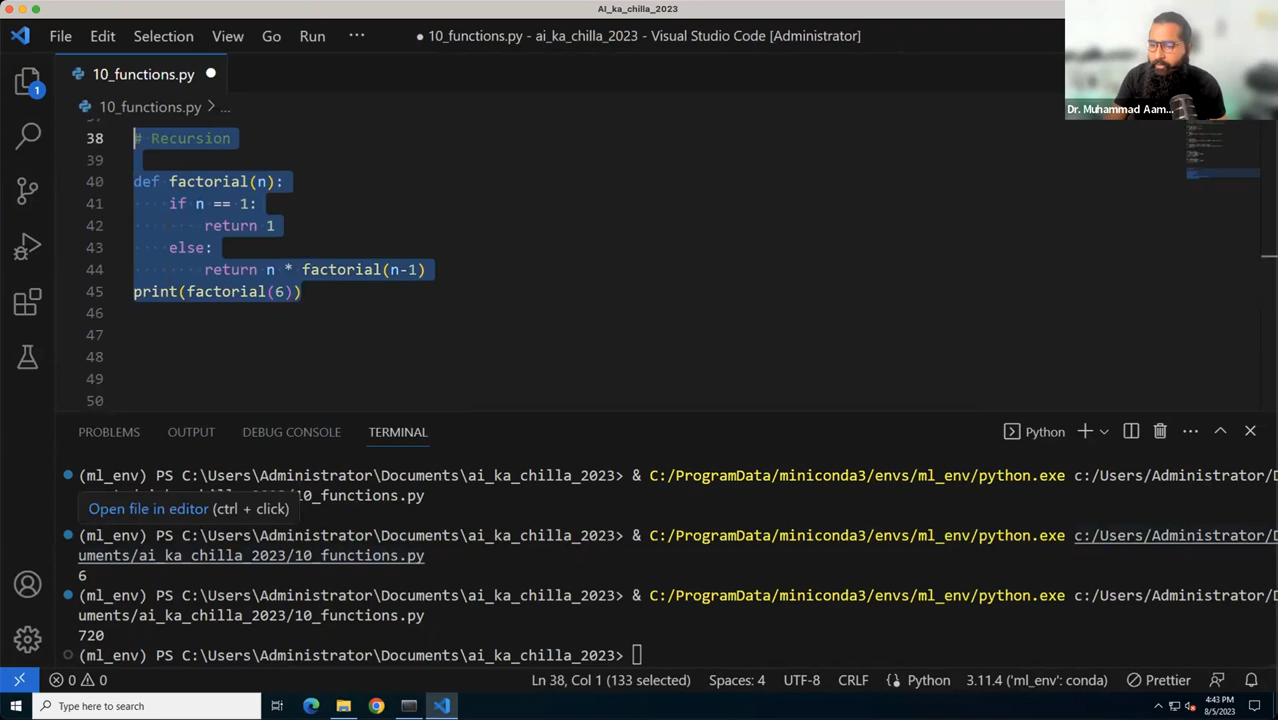 AI_ka_chilla_2023
File Edit Selection View Go Run ··· ● 10_functions.py - ai_ka_chilla_2023 - Visual Studio Code [Administrator]
Dr. Muhammad Aam...
10_functions.py ●
1
10_functions.py > ...
38 # Recursion
39
40 def factorial(n):
41 if n == 1:
42 return 1
43 else:
44 return n * factorial(n-1)
45 print(factorial(6))
46
47
48
49
50
PROBLEMS OUTPUT DEBUG CONSOLE TERMINAL Python
(ml_env) PS C:\Users\Administrator\Documents\ai_ka_chilla_2023> & C:/ProgramData/miniconda3/envs/ml_env/python.exe c:/Users/Administrator/D
10_functions.py
Open file in editor (ctrl + click)
(ml_env) PS C:\Users\Administrator\Documents\ai_ka_chilla_2023> & C:/ProgramData/miniconda3/envs/ml_env/python.exe c:/Users/Administrator/D
uments/ai_ka_chilla_2023/10_functions.py
6
(ml_env) PS C:\Users\Administrator\Documents\ai_ka_chilla_2023> & C:/ProgramData/miniconda3/envs/ml_env/python.exe c:/Users/Administrator/D
uments/ai_ka_chilla_2023/10_functions.py
720
(ml_env) PS C:\Users\Administrator\Documents\ai_ka_chilla_2023>
0 0 Ln 38, Col 1 (133 selected) Spaces: 4 UTF-8 CRLF Python 3.11.4 ('ml_env': conda) Prettier
Type here to search
4:43 PM
8/5/2023